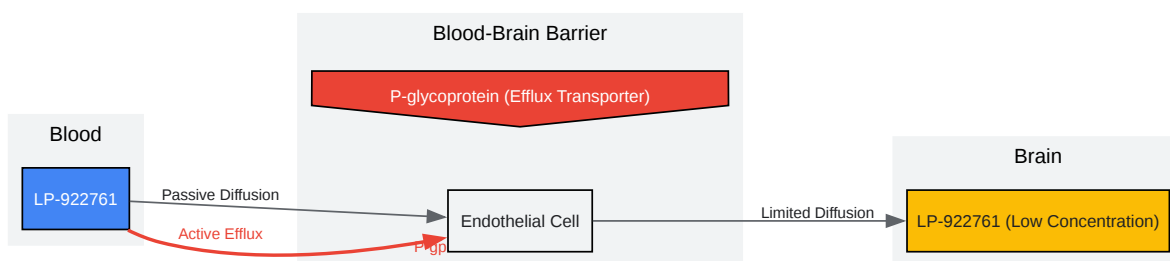 Blood-Brain Barrier
P-glycoprotein (Efflux Transporter)
Blood
LP-922761
Passive Diffusion
Active Efflux
P-gp
Endothelial Cell
Limited Diffusion
Brain
LP-922761 (Low Concentration)